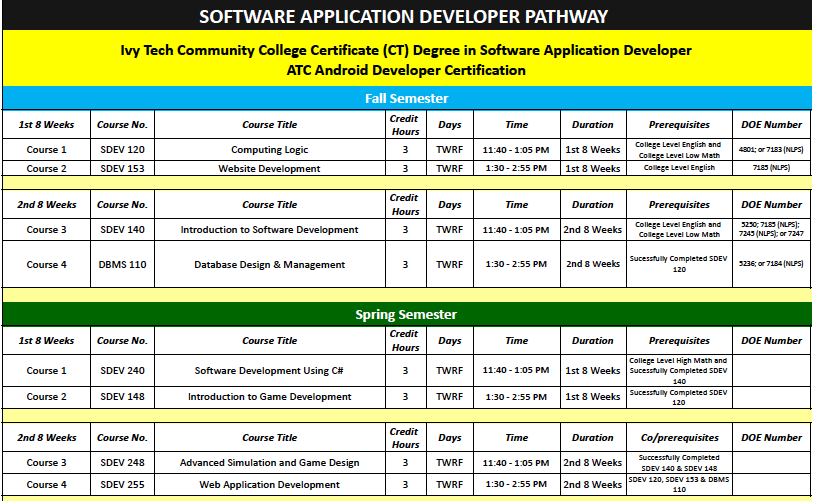 SOFTWARE APPLICATION DEVELOPER PATHWAY
Ivy Tech Community College Certificate (CT) Degree in Software Application Developer
ATC Android Developer Certification
Fall Semester
1st 8 Weeks Course No. Course Title Credit Hours Days Time Duration Prerequisites DOE Number
Course 1 SDEV 120 Computing Logic 3 TWRF 11:40 - 1:05 PM 1st 8 Weeks College Level English and College Level Low Math 4801; or 7183 (NLPS)
Course 2 SDEV 153 Website Development 3 TWRF 1:30 - 2:55 PM 1st 8 Weeks College Level English 7185 (NLPS)
2nd 8 Weeks Course No. Course Title Credit Hours Days Time Duration Prerequisites DOE Number
Course 3 SDEV 140 Introduction to Software Development 3 TWRF 11:40 - 1:05 PM 2nd 8 Weeks College Level English and College Level Low Math 5250; 7185 (NLPS); 7245 (NLPS); or 7247
Course 4 DBMS 110 Database Design & Management 3 TWRF 1:30 - 2:55 PM 2nd 8 Weeks Sucessfully Completed SDEV 120 5236; or 7184 (NLPS)
Spring Semester
1st 8 Weeks Course No. Course Title Credit Hours Days Time Duration Prerequisites DOE Number
Course 1 SDEV 240 Software Development Using C# 3 TWRF 11:40 - 1:05 PM 1st 8 Weeks College Level High Math and Sucessfully Completed SDEV 140
Course 2 SDEV 148 Introduction to Game Development 3 TWRF 1:30 - 2:55 PM 1st 8 Weeks Sucessfully Completed SDEV 120
2nd 8 Weeks Course No. Course Title Credit Hours Days Time Duration Co/prerequisites DOE Number
Course 3 SDEV 248 Advanced Simulation and Game Design 3 TWRF 11:40 - 1:05 PM 2nd 8 Weeks Successfully Completed SDEV 140 & SDEV 148
Course 4 SDEV 255 Web Application Development 3 TWRF 1:30 - 2:55 PM 2nd 8 Weeks SDEV 120, SDEV 153 & DBMS 110